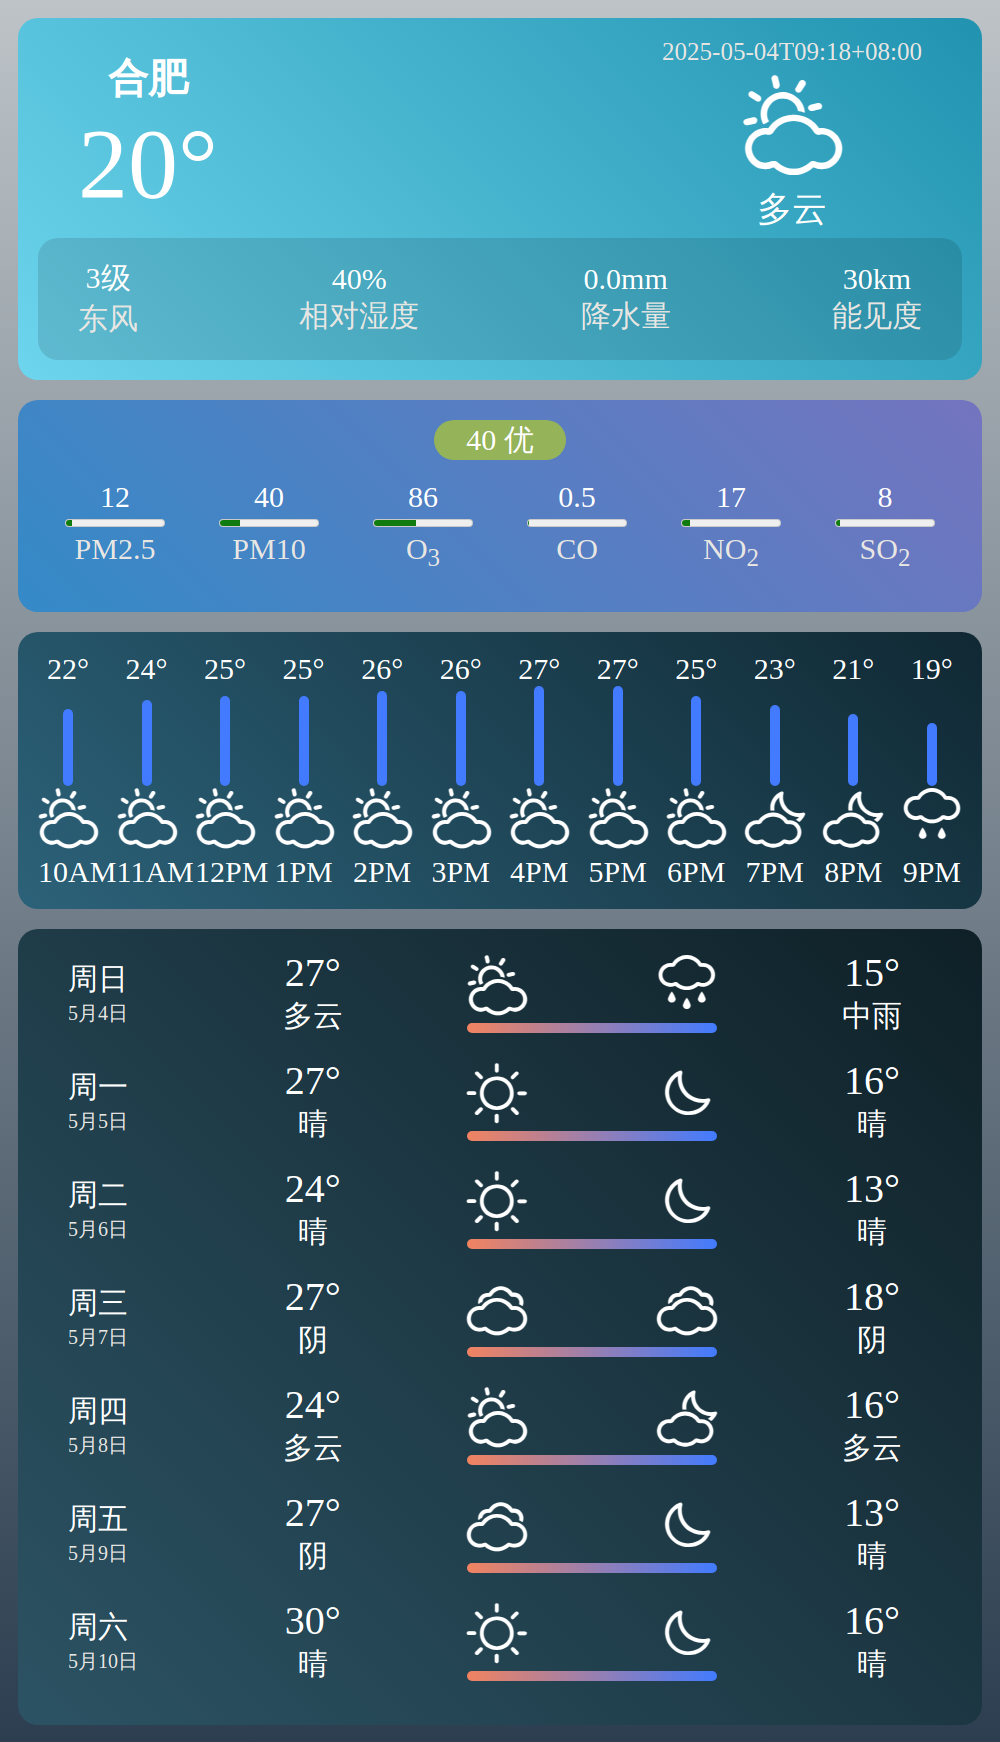 合肥
20°
2025-05-04T09:18+08:00
多云
3级 40% 0.0mm 30km
东风 相对湿度 降水量 能见度
40 优
12 40 86 0.5 17 8
PM2.5 PM10 O3 CO NO2 SO2
22° 24° 25° 25° 26° 26° 27° 27° 25° 23° 21° 19°
10AM 11AM 12PM 1PM 2PM 3PM 4PM 5PM 6PM 7PM 8PM 9PM
周日 27° 15°
5月4日 多云 中雨
周一 27° 16°
5月5日 晴 晴
周二 24° 13°
5月6日 晴 晴
周三 27° 18°
5月7日 阴 阴
周四 24° 16°
5月8日 多云 多云
周五 27° 13°
5月9日 阴 晴
周六 30° 16°
5月10日 晴 晴